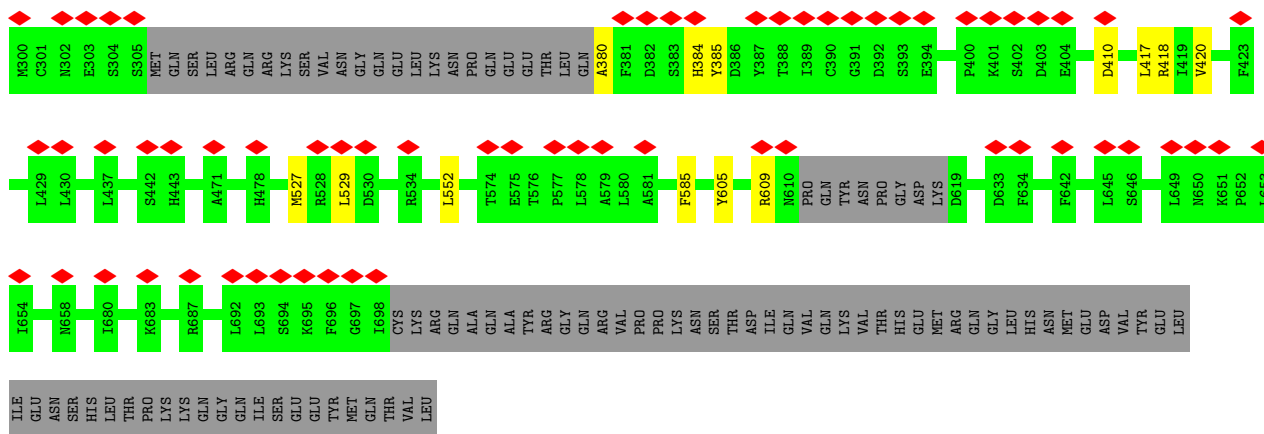 M300 C301 N302 E303 S304 S305 MET GLN SER LEU ARG GLN ARG LYS SER VAL ASN GLY GLN GLU LEU LYS ASN PRO GLN GLU GLU THR LEU GLN A380 F381 D382 S383 H384 Y385 D386 Y387 T388 I389 C390 G391 D392 S393 E394 P400 K401 S402 D403 E404 D410 L417 R418 I419 V420 F423
L429 L430 L437 S442 H443 A471 H478 M527 R528 L529 D530 R534 L552 T574 E575 T576 P577 L578 A579 L580 A581 F585 Y605 R609 N610 PRO GLN TYR ASN PRO GLY ASP LYS D619 D633 F634 F642 L645 S646 L649 N650 K651 P652
I654 N658 I680 K683 R687 L692 L693 S694 K695 F696 G697 I698 CYS LYS ARG GLN ALA GLN ALA TYR ARG GLY GLN ARG VAL PRO PRO LYS ASN SER THR ASP ILE GLN VAL GLN LYS VAL THR HIS GLU MET ARG GLN GLY LEU HIS ASN MET GLU ASP VAL TYR GLU LEU
ILE GLU ASN SER HIS LEU THR PRO LYS LYS GLN GLY GLN ILE SER GLU GLU TYR MET GLN THR VAL LEU